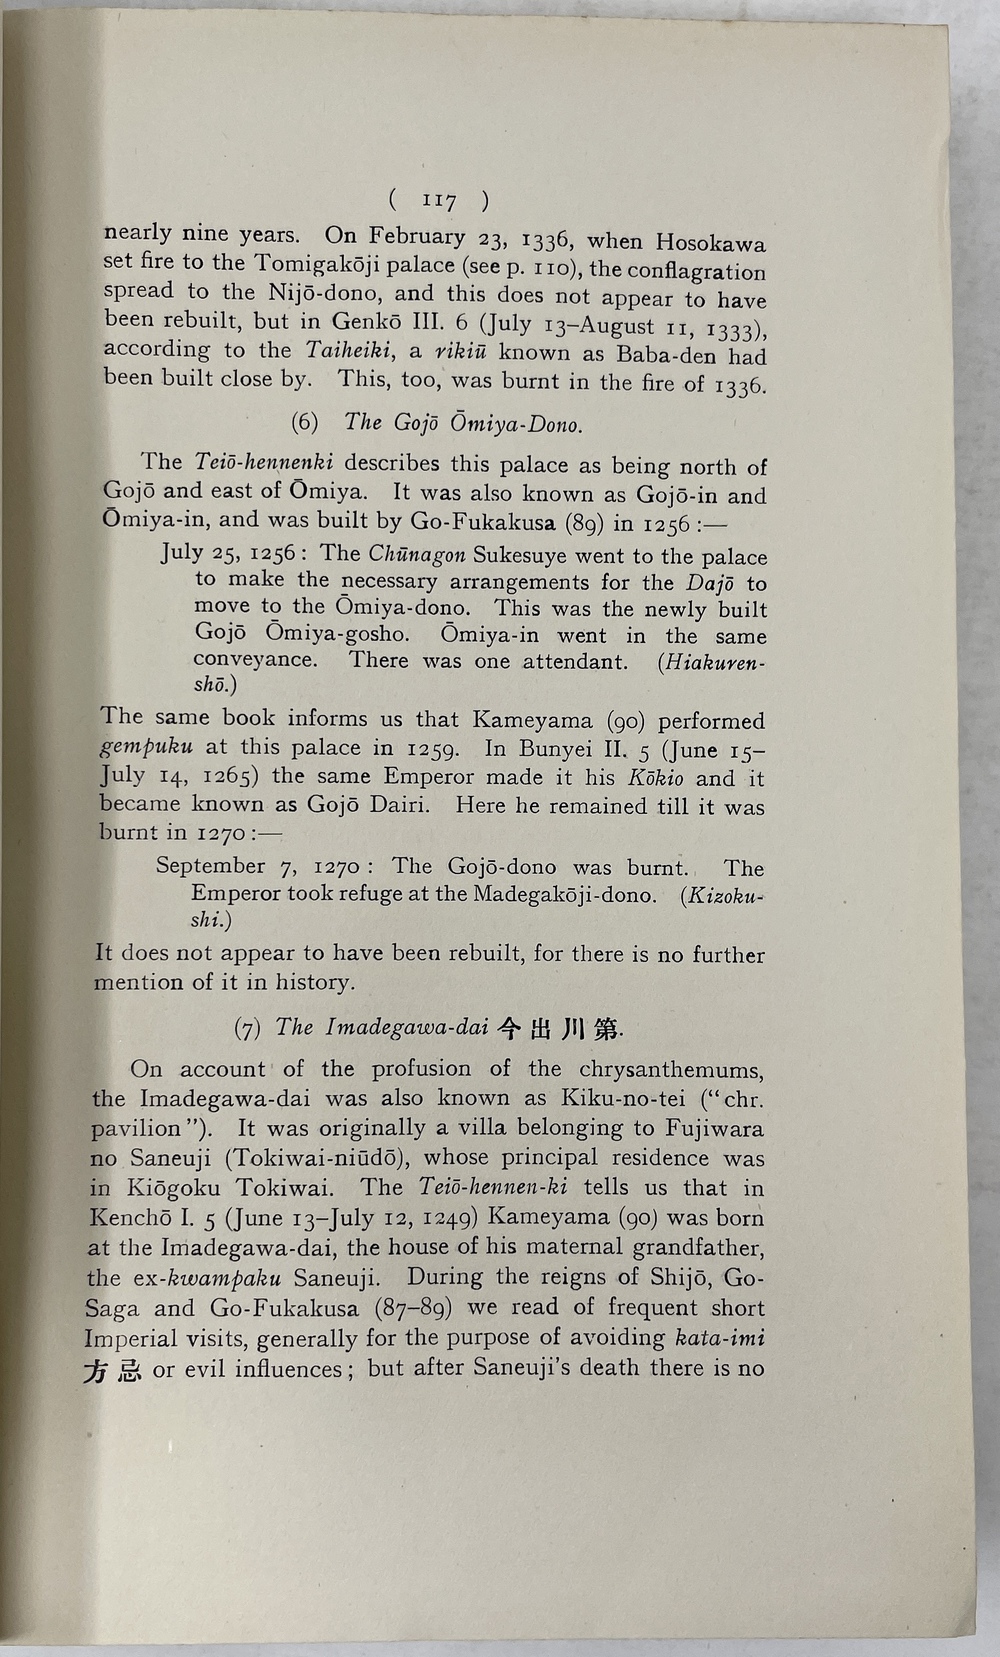 ( 117 )
nearly nine years. On February 23, 1336, when Hosokawa
set fire to the Tomigakōji palace (see p. 110), the conflagration
spread to the Nijō-dono, and this does not appear to have
been rebuilt, but in Genkō III. 6 (July 13–August 11, 1333),
according to the Taiheiki, a rikiū known as Baba-den had
been built close by. This, too, was burnt in the fire of 1336.
(6) The Gojō Ōmiya-Dono.
The Teiō-hennenki describes this palace as being north of
Gojō and east of Ōmiya. It was also known as Gojō-in and
Ōmiya-in, and was built by Go-Fukakusa (89) in 1256 :—
July 25, 1256 : The Chūnagon Sukesuye went to the palace
to make the necessary arrangements for the Dajō to
move to the Ōmiya-dono. This was the newly built
Gojō Ōmiya-gosho. Ōmiya-in went in the same
conveyance. There was one attendant. (Hiakuren-
shō.)
The same book informs us that Kameyama (90) performed
gempuku at this palace in 1259. In Bunyei II. 5 (June 15–
July 14, 1265) the same Emperor made it his Kōkio and it
became known as Gojō Dairi. Here he remained till it was
burnt in 1270 :—
September 7, 1270 : The Gojō-dono was burnt. The
Emperor took refuge at the Madegakōji-dono. (Kizoku-
shi.)
It does not appear to have been rebuilt, for there is no further
mention of it in history.
(7) The Imadegawa-dai 今出川第.
On account of the profusion of the chrysanthemums,
the Imadegawa-dai was also known as Kiku-no-tei (“chr.
pavilion”). It was originally a villa belonging to Fujiwara
no Saneuji (Tokiwai-niūdō), whose principal residence was
in Kiōgoku Tokiwai. The Teiō-hennen-ki tells us that in
Kenchō I. 5 (June 13–July 12, 1249) Kameyama (90) was born
at the Imadegawa-dai, the house of his maternal grandfather,
the ex-kwampaku Saneuji. During the reigns of Shijō, Go-
Saga and Go-Fukakusa (87–89) we read of frequent short
Imperial visits, generally for the purpose of avoiding kata-imi
方忌 or evil influences ; but after Saneuji’s death there is no